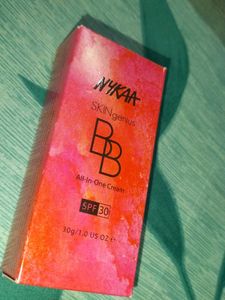 NYKAA
SKINgenius
BB
All-In-One Cream
SPF 30
30g/1.0 US OZ ℮